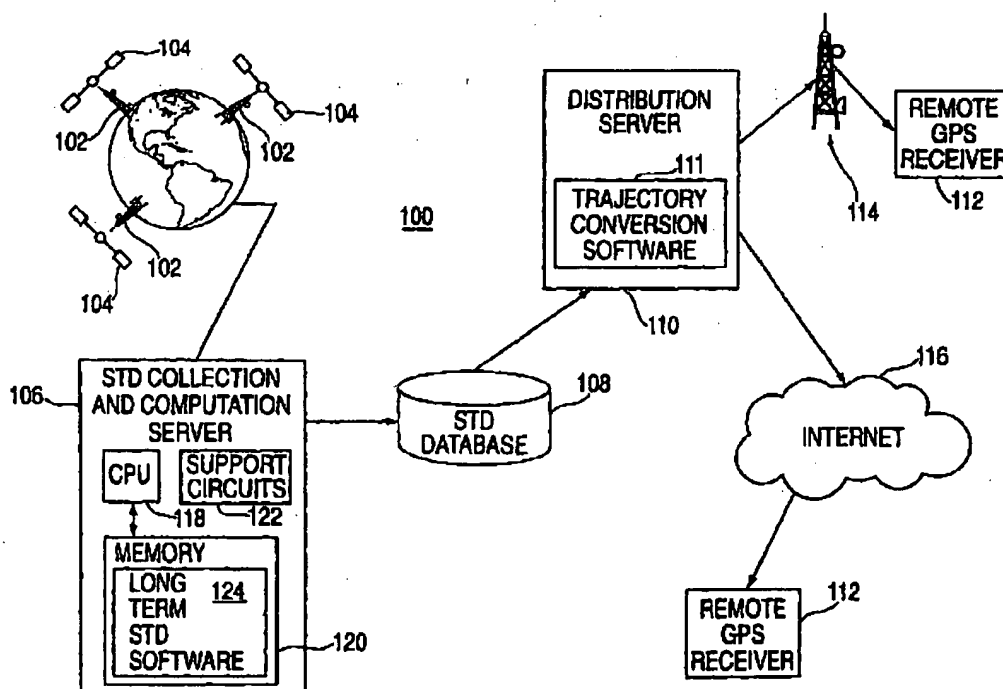 104
104
102
102
102
104
100
DISTRIBUTION
SERVER
111
TRAJECTORY
CONVERSION
SOFTWARE
110
114
REMOTE
GPS
RECEIVER
112
106
STD COLLECTION
AND COMPUTATION
SERVER
CPU
118
SUPPORT
CIRCUITS
122
MEMORY
LONG
TERM
STD
SOFTWARE
124
120
STD
DATABASE
108
116
INTERNET
REMOTE
GPS
RECEIVER
112